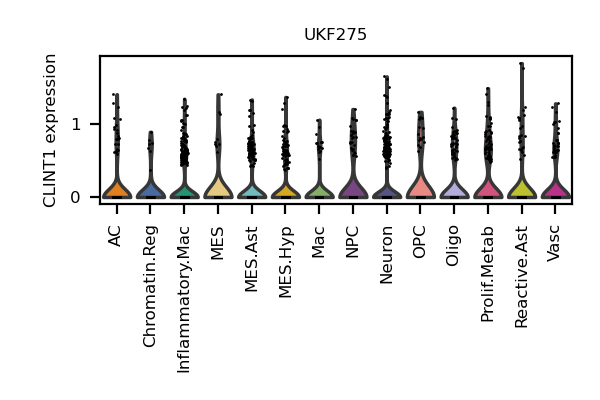 UKF275
CLINT1 expression
1
0
AC
Chromatin.Reg
Inflammatory.Mac
MES
MES.Ast
MES.Hyp
Mac
NPC
Neuron
OPC
Oligo
Prolif.Metab
Reactive.Ast
Vasc